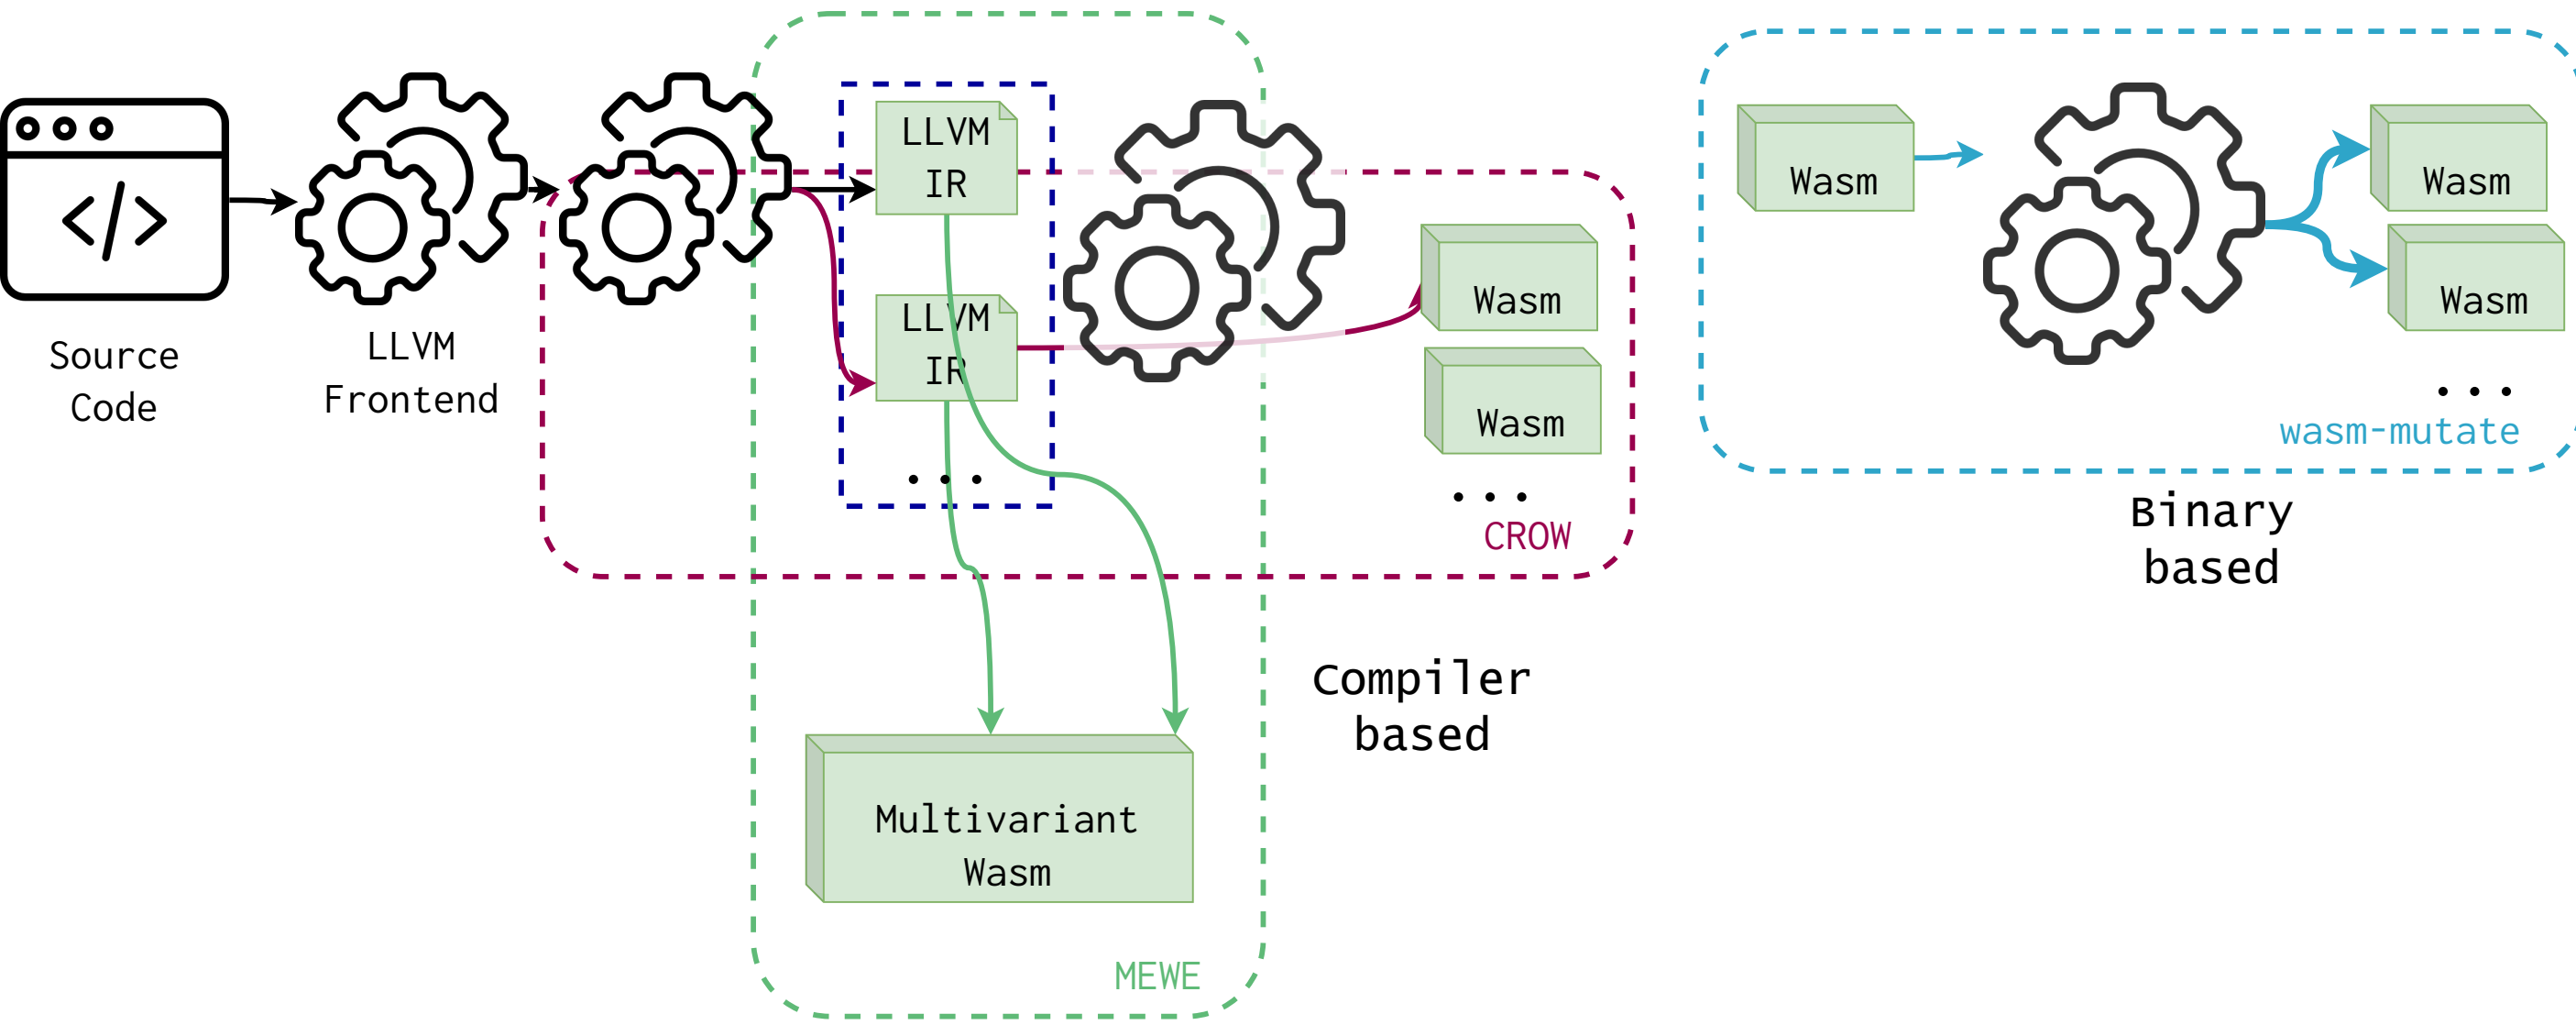 </>
Source
Code
LLVM
Frontend
LLVM
IR
LLVM
IR
...
Wasm
Wasm
...
CROW
Multivariant
Wasm
MEWE
Compiler
based
Wasm
Wasm
Wasm
...
wasm-mutate
Binary
based